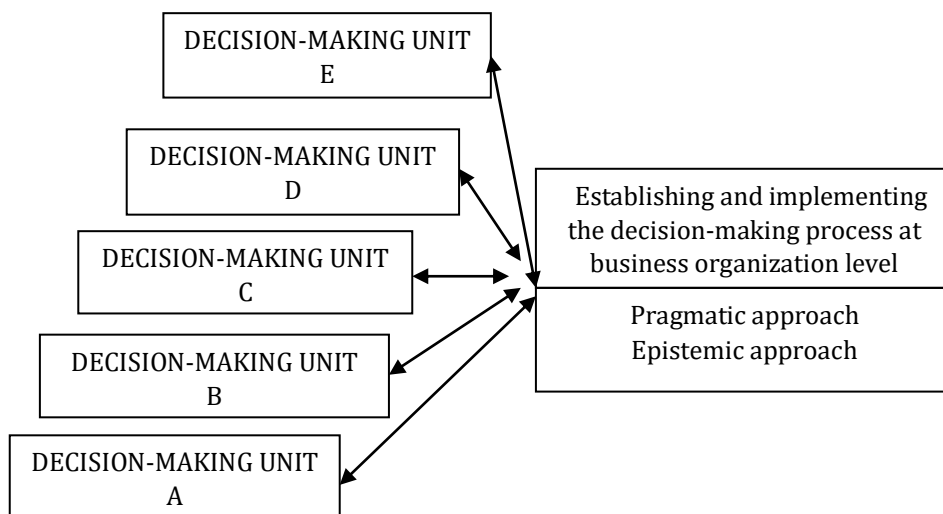 DECISION-MAKING UNIT
E
DECISION-MAKING UNIT
D
DECISION-MAKING UNIT
C
DECISION-MAKING UNIT
B
DECISION-MAKING UNIT
A
Establishing and implementing
the decision-making process at
business organization level
Pragmatic approach
Epistemic approach